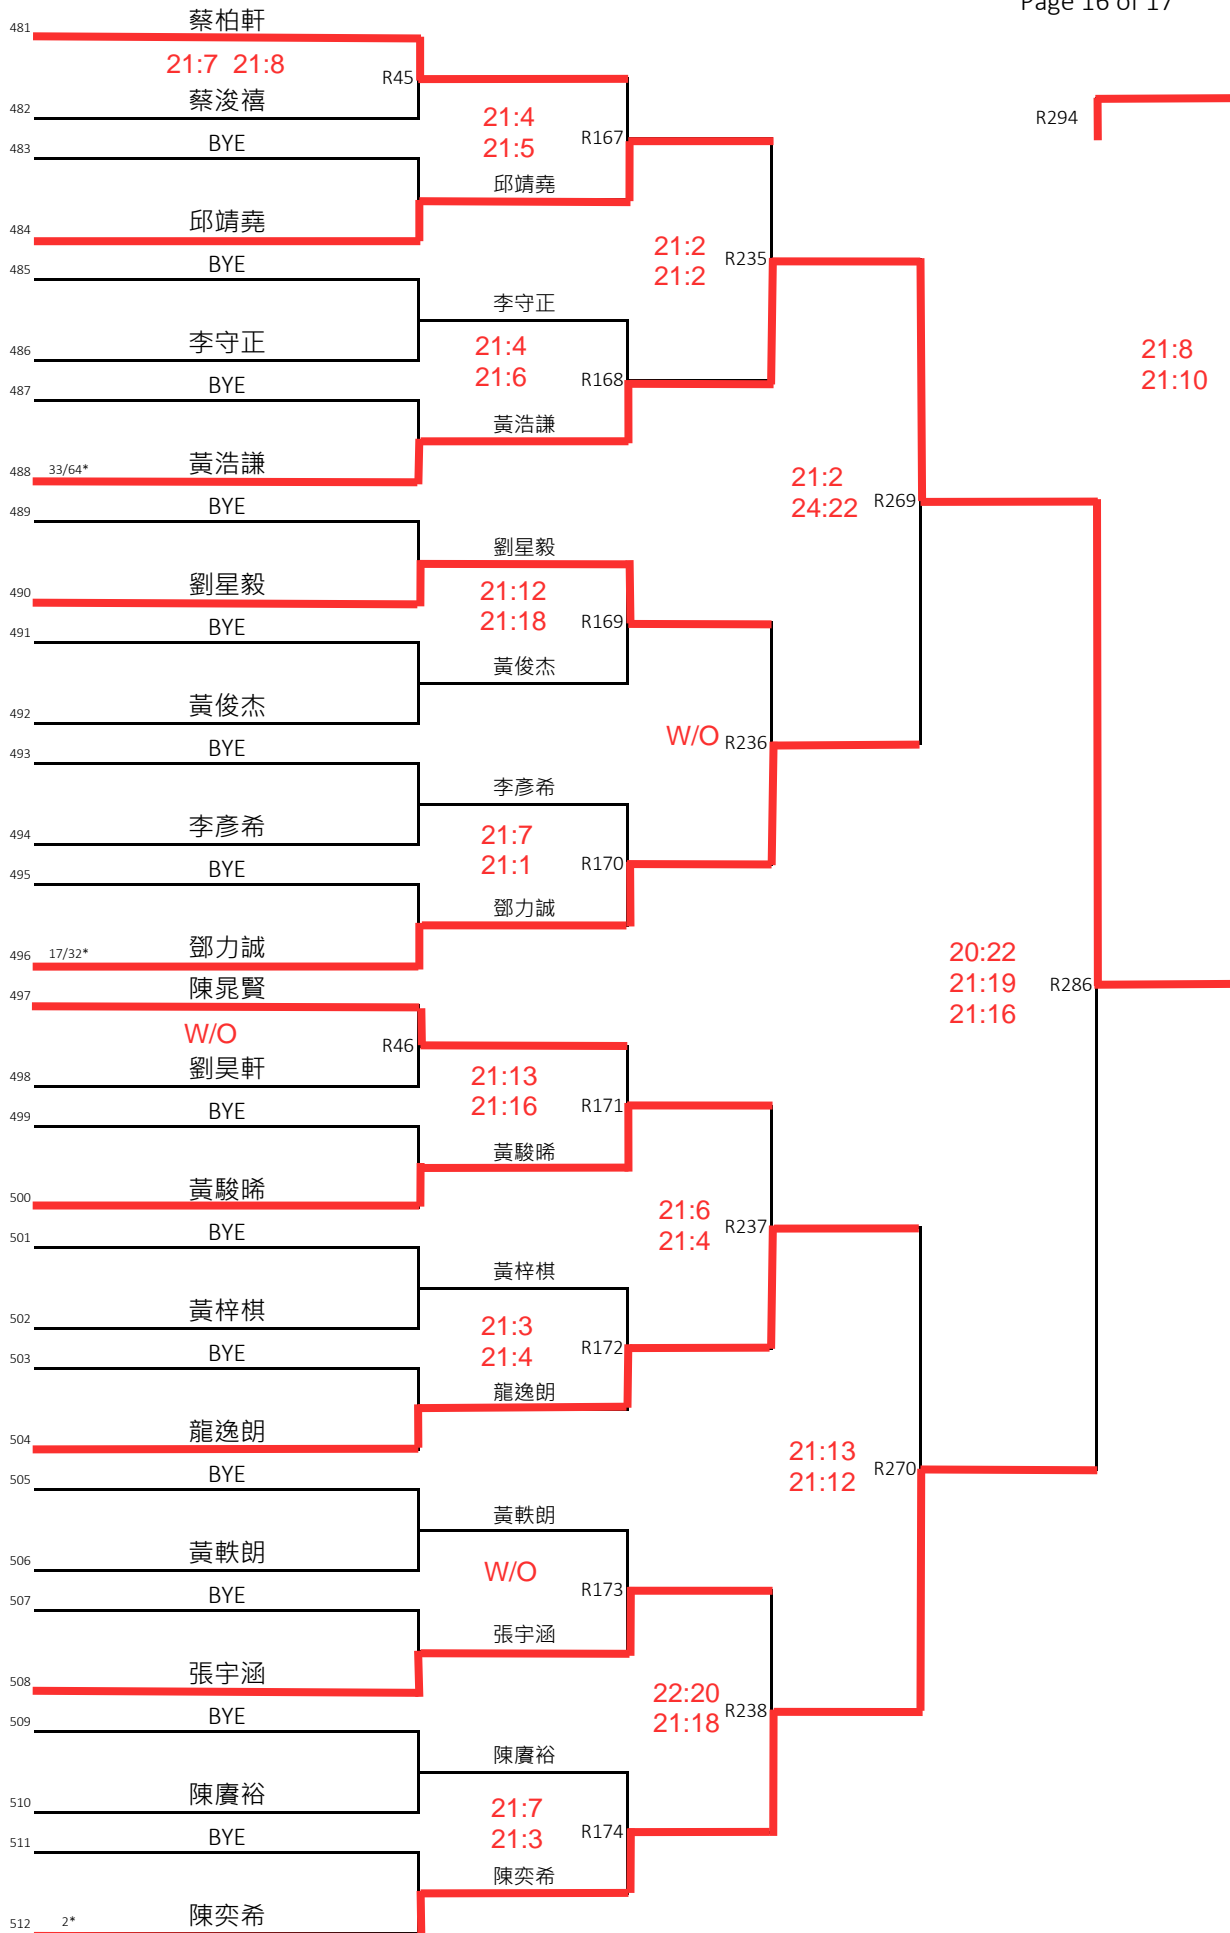 Page 16 of 17
481 蔡柏軒
21:7 21:8
R45
482 蔡浚禧
483 BYE
21:4
21:5
R167
邱靖堯
484 邱靖堯
R294
485 BYE
21:2
21:2
R235
李守正
486 李守正
21:4
21:6
R168
487 BYE
黃浩謙
488 33/64* 黃浩謙
21:8
21:10
489 BYE
21:2
24:22
R269
劉星毅
490 劉星毅
21:12
21:18
R169
491 BYE
黃俊杰
492 黃俊杰
W/O R236
493 BYE
李彥希
494 李彥希
21:7
21:1
R170
495 BYE
鄧力誠
496 17/32* 鄧力誠
20:22
21:19
21:16
R286
497 陳晁賢
W/O
R46
498 劉昊軒
21:13
21:16
R171
499 BYE
黃駿晞
500 黃駿晞
21:6
21:4
R237
501 BYE
黃梓棋
502 黃梓棋
21:3
21:4
R172
503 BYE
龍逸朗
504 龍逸朗
21:13
21:12
R270
505 BYE
黃軼朗
506 黃軼朗
W/O
R173
507 BYE
張宇涵
508 張宇涵
22:20
21:18
R238
509 BYE
陳賡裕
510 陳賡裕
21:7
21:3
R174
511 BYE
陳奕希
512 2* 陳奕希